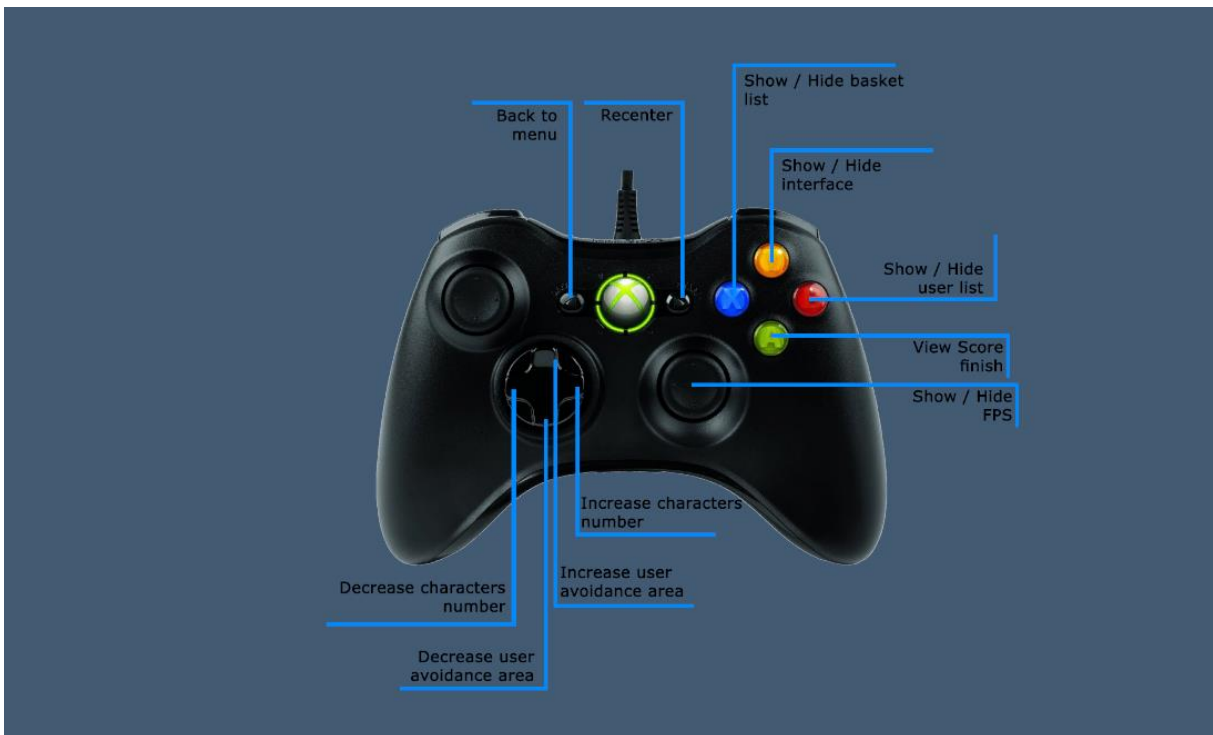 Show / Hide basket
list
Back to
menu
Recenter
Show / Hide
interface
Show / Hide
user list
View Score
finish
Show / Hide
FPS
X
A
Increase characters
number
Increase user
avoidance area
Decrease characters
number
Decrease user
avoidance area